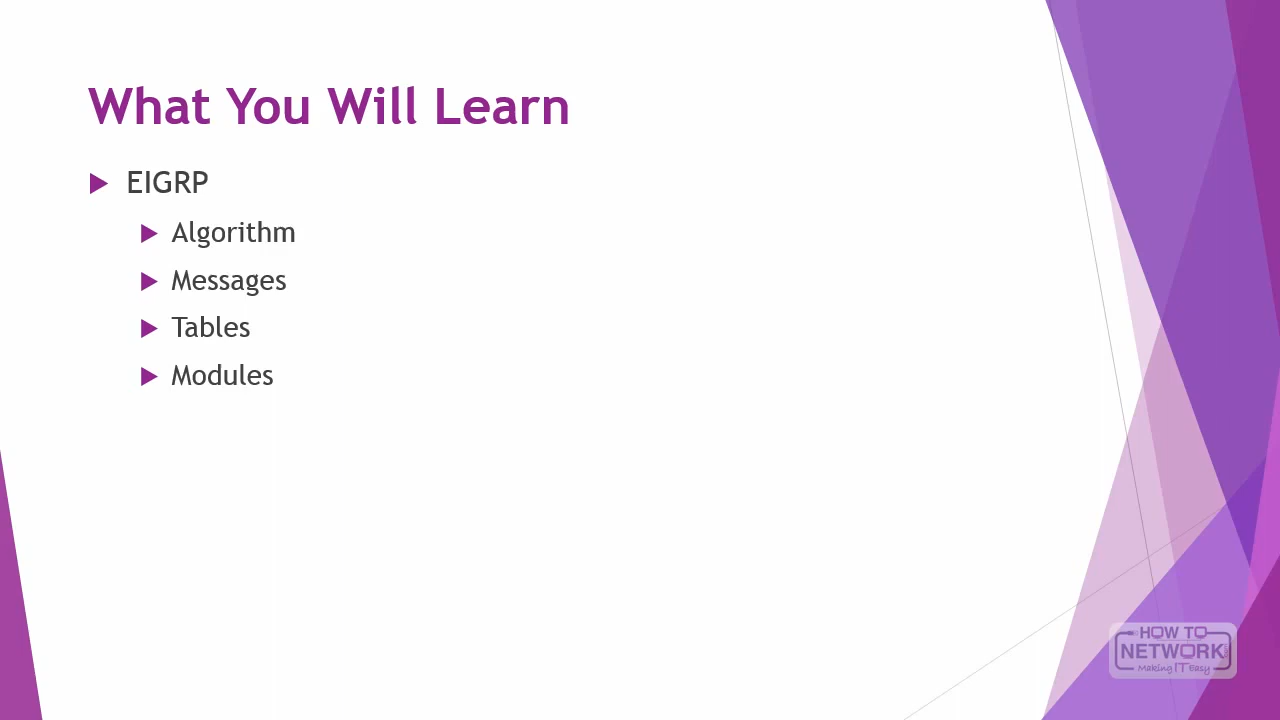 What You Will Learn
EIGRP
Algorithm
Messages
Tables
Modules
HOW TO
NETWORK
Making IT Easy